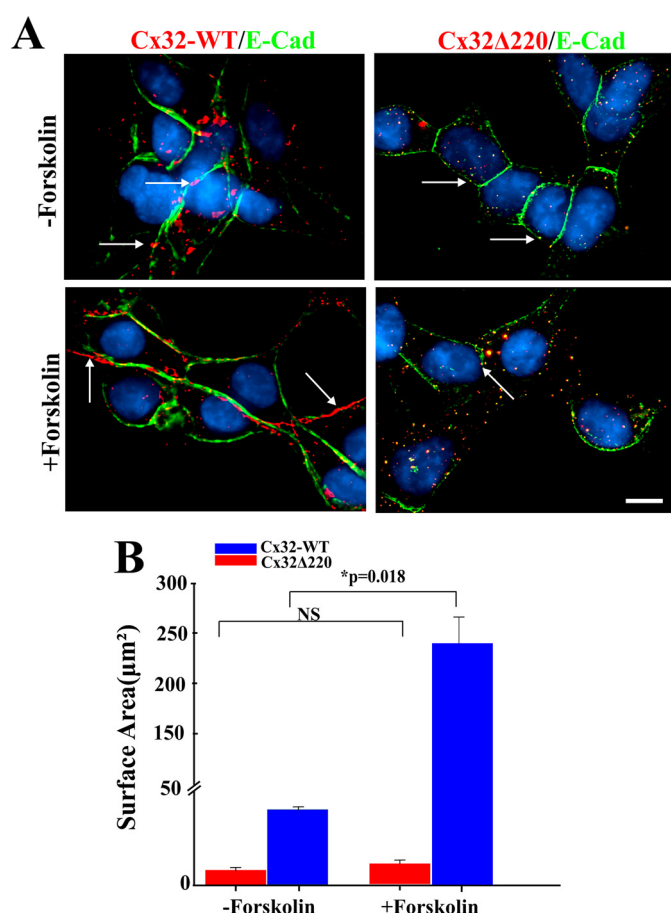 A
Cx32-WT/E-Cad
Cx32Δ220/E-Cad
-Forskolin
+Forskolin
B
Cx32-WT
Cx32Δ220
*p=0.018
NS
Surface Area(µm²)
300
250
150
50
0
-Forskolin
+Forskolin